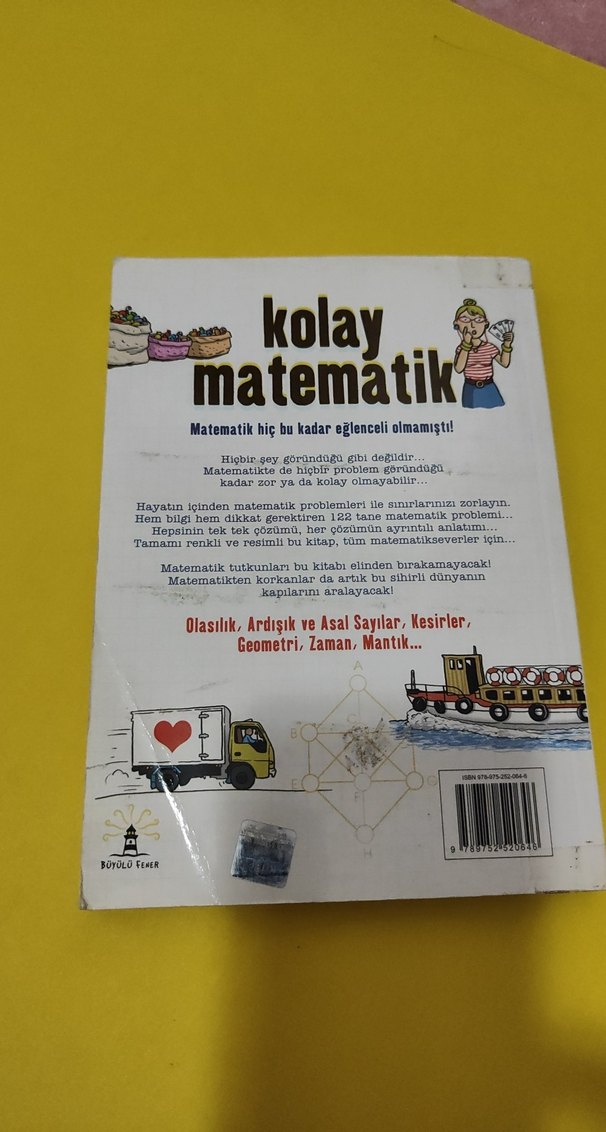 kolay
matematik
Matematik hiç bu kadar eğlenceli olmamıştı!
Hiçbir şey göründüğü gibi değildir...
Matematikte de hiçbir problem göründüğü
kadar zor ya da kolay olmayabilir...
Hayatın içinden matematik problemleri ile sınırlarınızı zorlayın.
Hem bilgi hem dikkat gerektiren 122 tane matematik problemi...
Hepsinin tek tek çözümü, her çözümün ayrıntılı anlatımı...
Tamamı renkli ve resimli bu kitap, tüm matematikseverler için...
Matematik tutkunları bu kitabı elinden bırakamayacak!
Matematikten korkanlar da artık bu sihirli dünyanın
kapılarını aralayacak!
Olasılık, Ardışık ve Asal Sayılar, Kesirler,
Geometri, Zaman, Mantık...
A
B
C
E
F
G
H
ISBN 978-975-252-064-6
9 789752 520646
BÜYÜLÜ FENER